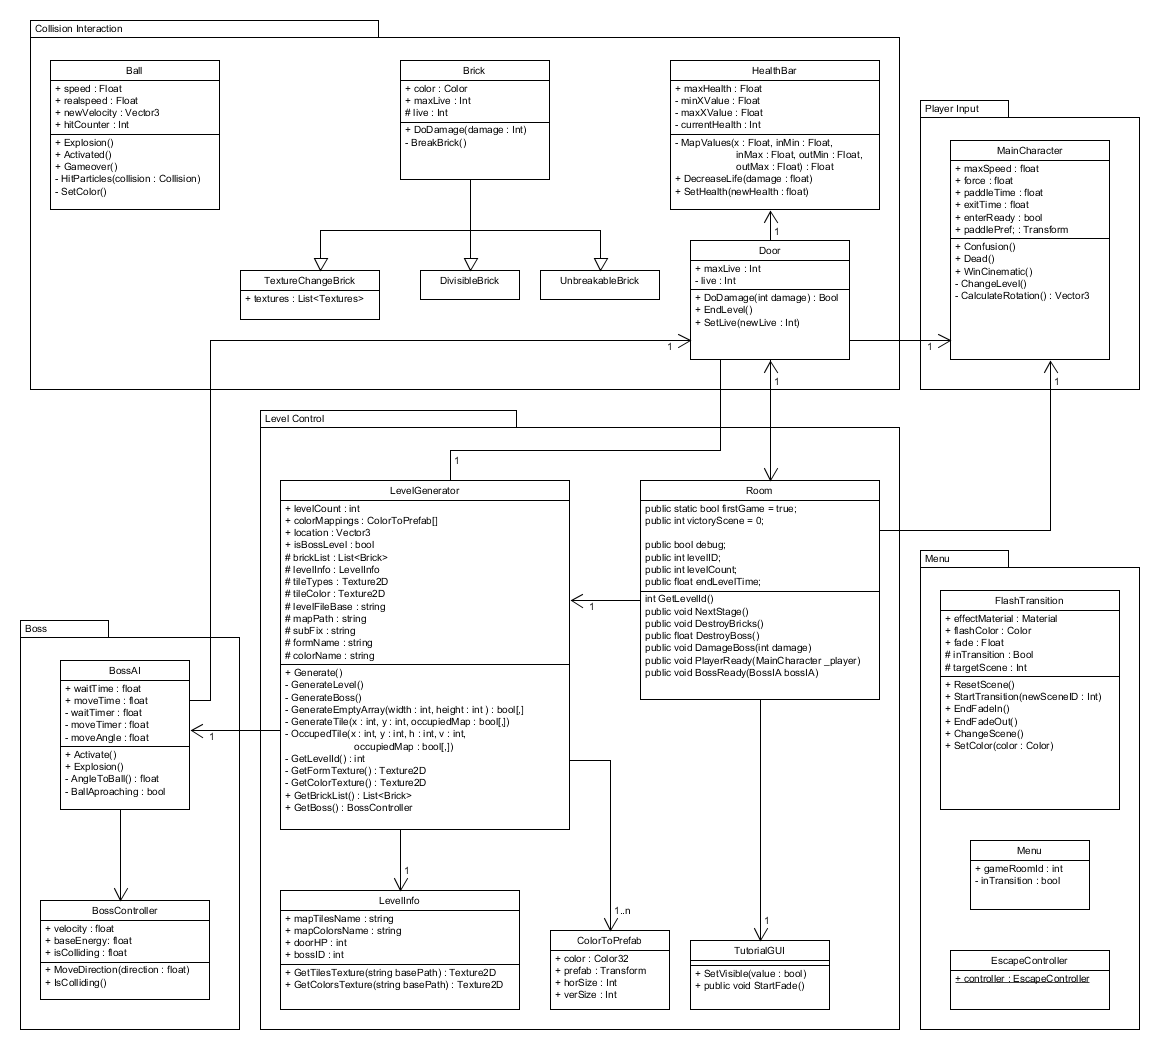 Collision Interaction
Ball
+ speed : Float
+ realspeed : Float
+ newVelocity : Vector3
+ hitCounter : Int
+ Explosion()
+ Activated()
+ Gameover()
- HitParticles(collision : Collision)
- SetColor()
Brick
+ color : Color
+ maxLive : Int
# live : Int
+ DoDamage(damage : Int)
- BreakBrick()
HealthBar
+ maxHealth : Float
- minXValue : Float
- maxXValue : Float
- currentHealth : Int
- MapValues(x : Float, inMin : Float,
inMax : Float, outMin : Float,
outMax : Float) : Float
+ DecreaseLife(damage : float)
+ SetHealth(newHealth : float)
1
TextureChangeBrick
+ textures : List<Textures>
DivisibleBrick
UnbreakableBrick
Door
+ maxLive : Int
- live : Int
+ DoDamage(int damage) : Bool
+ EndLevel()
+ SetLive(newLive : Int)
1
1
1
Player Input
MainCharacter
+ maxSpeed : float
+ force : float
+ paddleTime : float
+ exitTime : float
+ enterReady : bool
+ paddlePref; : Transform
+ Confusion()
+ Dead()
+ WinCinematic()
- ChangeLevel()
- CalculateRotation() : Vector3
1
Level Control
1
LevelGenerator
+ levelCount : int
+ colorMappings : ColorToPrefab[]
+ location : Vector3
+ isBossLevel : bool
# brickList : List<Brick>
# levelInfo : LevelInfo
# tileTypes : Texture2D
# tileColor : Texture2D
# levelFileBase : string
# mapPath : string
# subFix : string
# formName : string
# colorName : string
+ Generate()
- GenerateLevel()
- GenerateBoss()
- GenerateEmptyArray(width : int, height : int ) : bool[,]
- GenerateTile(x : int, y : int, occupiedMap : bool[,])
- OccupedTile(x : int, y : int, h : int, v : int,
occupiedMap : bool[,])
- GetLevelId() : int
- GetFormTexture() : Texture2D
- GetColorTexture() : Texture2D
+ GetBrickList() : List<Brick>
+ GetBoss() : BossController
Room
public static bool firstGame = true;
public int victoryScene = 0;
public bool debug;
public int levelID;
public int levelCount;
public float endLevelTime;
int GetLevelId()
public void NextStage()
public void DestroyBricks()
public float DestroyBoss()
public void DamageBoss(int damage)
public void PlayerReady(MainCharacter _player)
public void BossReady(BossIA bossIA)
1
1
1
LevelInfo
+ mapTilesName : string
+ mapColorsName : string
+ doorHP : int
+ bossID : int
+ GetTilesTexture(string basePath) : Texture2D
+ GetColorsTexture(string basePath) : Texture2D
1..n
ColorToPrefab
+ color : Color32
+ prefab : Transform
+ horSize : Int
+ verSize : Int
1
TutorialGUI
+ SetVisible(value : bool)
+ public void StartFade()
Boss
BossAI
+ waitTime : float
+ moveTime : float
- waitTimer : float
- moveTimer : float
- moveAngle : float
+ Activate()
+ Explosion()
- AngleToBall() : float
- BallAproaching : bool
BossController
+ velocity : float
+ baseEnergy: float
+ isColliding : float
+ MoveDirection(direction : float)
+ IsColliding()
Menu
FlashTransition
+ effectMaterial : Material
+ flashColor : Color
+ fade : Float
# inTransition : Bool
# targetScene : Int
+ ResetScene()
+ StartTransition(newSceneID : Int)
+ EndFadeIn()
+ EndFadeOut()
+ ChangeScene()
+ SetColor(color : Color)
Menu
+ gameRoomId : int
- inTransition : bool
EscapeController
+ controller : EscapeController